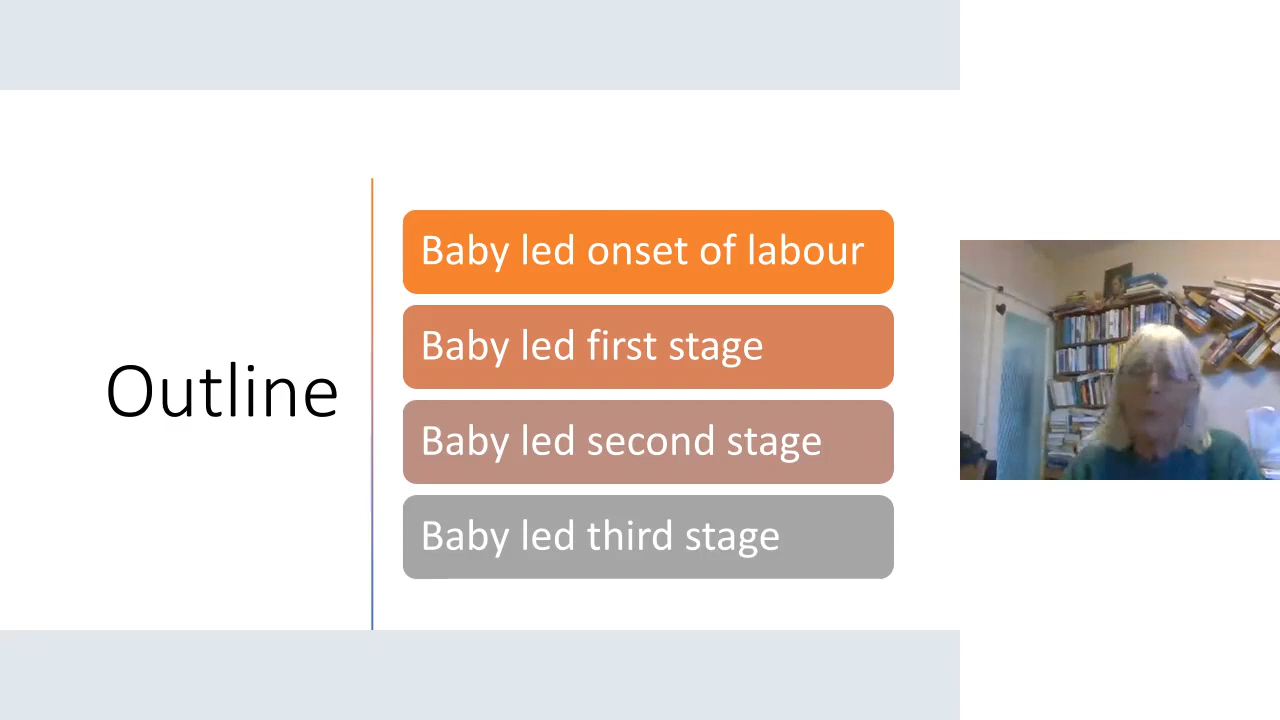 Outline
Baby led onset of labour
Baby led first stage
Baby led second stage
Baby led third stage